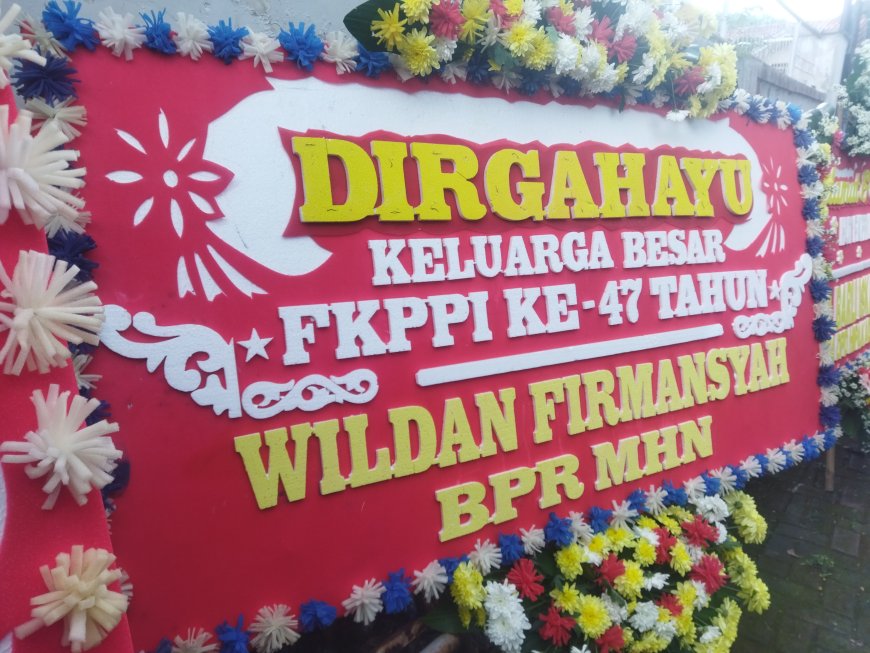 DIRGAHAYU
KELUARGA BESAR
FKPPI KE-47 TAHUN
WILDAN FIRMANSYAH
BPR MHN